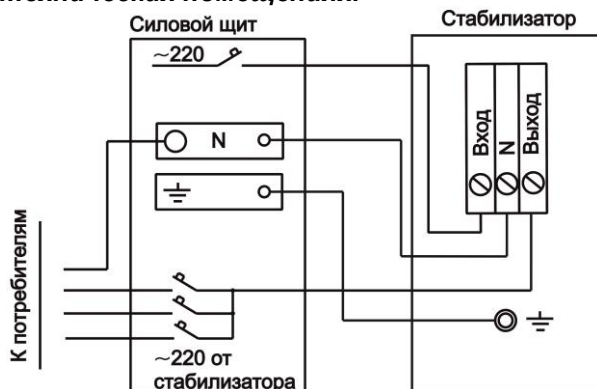 Силовой щит
Стабилизатор
~220
N
Вход
N
Выход
К потребителям
~220 от
стабилизатора